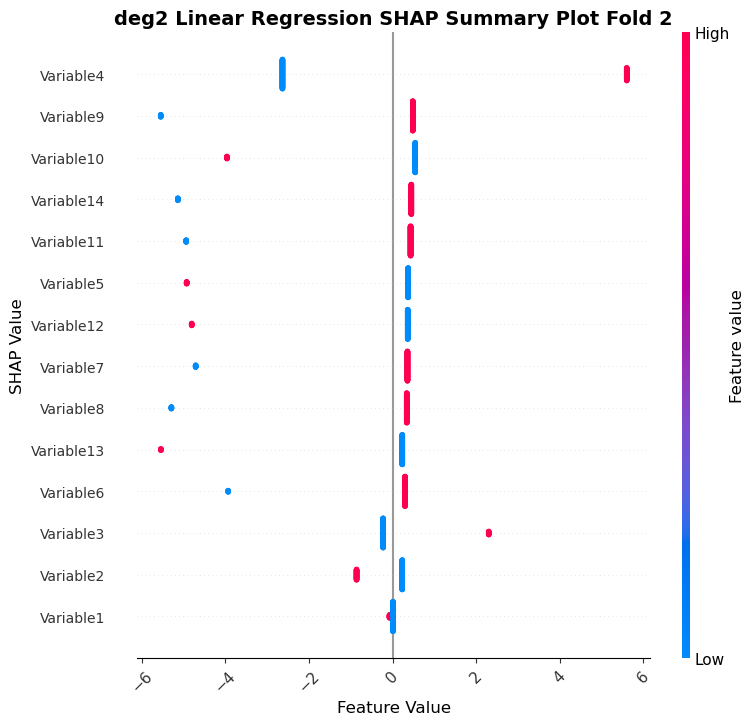 deg2 Linear Regression SHAP Summary Plot Fold 2
High
Variable4
Variable9
Variable10
Variable14
Variable11
Variable5
Variable12
Variable7
Variable8
Variable13
Variable6
Variable3
Variable2
Variable1
SHAP Value
Feature value
Low
−6
−4
−2
0
2
4
6
Feature Value